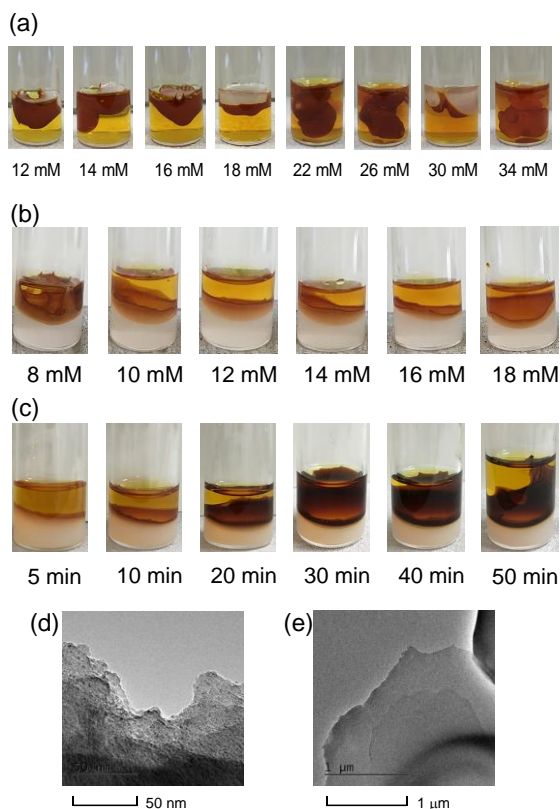 (a)
12 mM 14 mM 16 mM 18 mM 22 mM 26 mM 30 mM 34 mM
(b)
8 mM 10 mM 12 mM 14 mM 16 mM 18 mM
(c)
5 min 10 min 20 min 30 min 40 min 50 min
(d) (e)
50 nm 1 µm
50 nm 1 μm